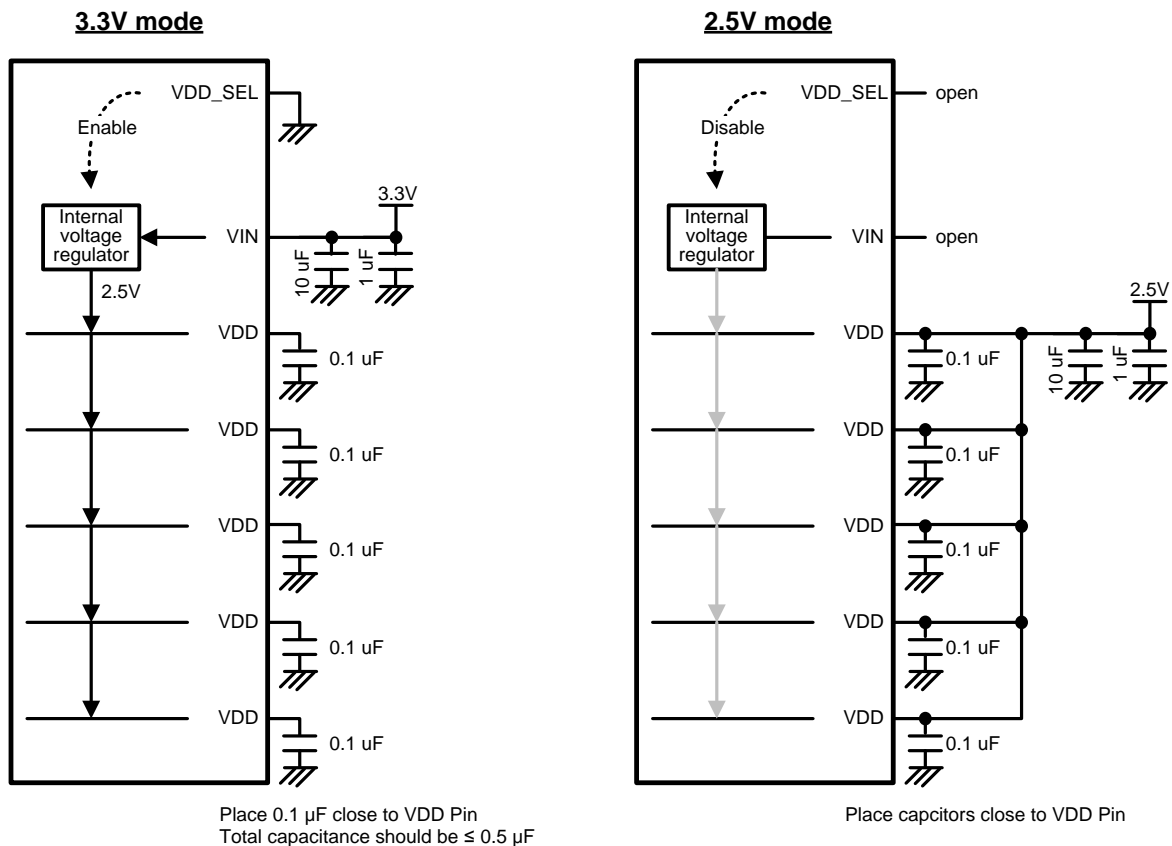 3.3V mode
VDD_SEL
Enable
Internal
voltage
regulator
VIN
3.3V
10 uF
1 uF
2.5V
VDD
0.1 uF
VDD
0.1 uF
VDD
0.1 uF
VDD
0.1 uF
VDD
0.1 uF
Place 0.1 µF close to VDD Pin
Total capacitance should be ≤ 0.5 µF
2.5V mode
VDD_SEL
open
Disable
Internal
voltage
regulator
VIN
open
2.5V
VDD
0.1 uF
10 uF
1 uF
VDD
0.1 uF
VDD
0.1 uF
VDD
0.1 uF
VDD
0.1 uF
Place capcitors close to VDD Pin